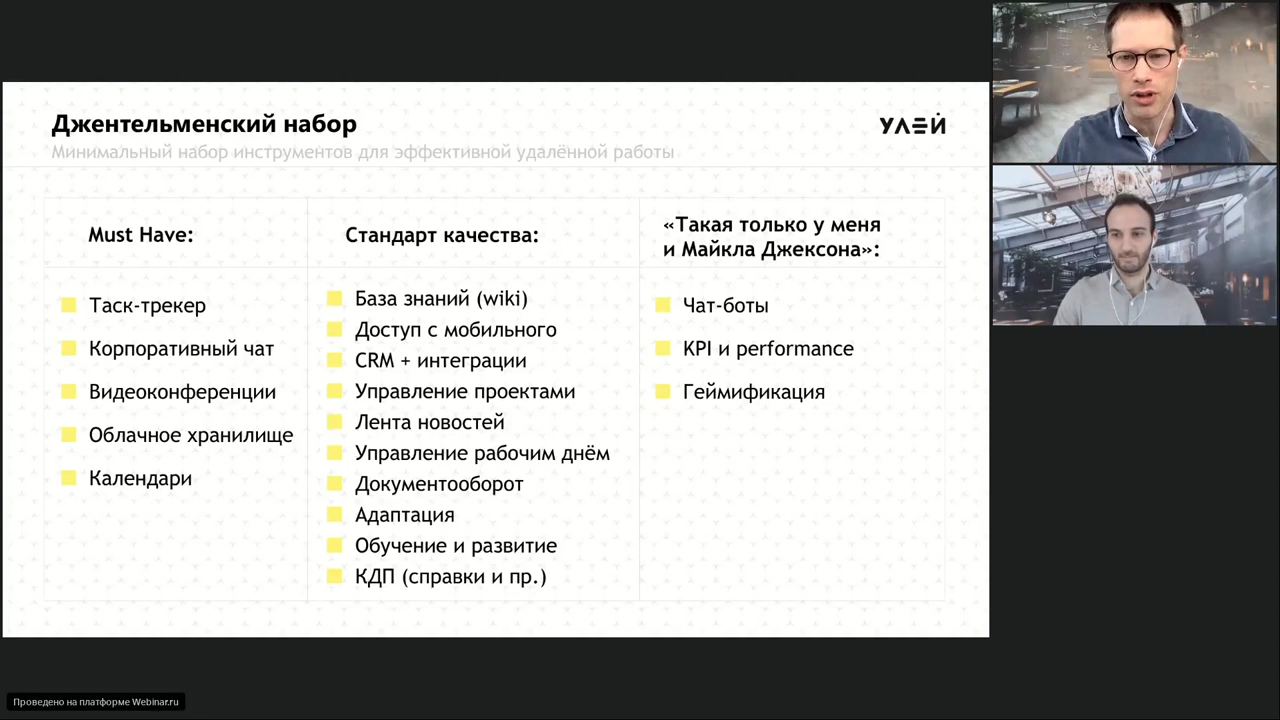 Джентельменский набор
УЛЕЙ
Минимальный набор инструментов для эффективной удалённой работы
Must Have:
Таск-трекер
Корпоративный чат
Видеоконференции
Облачное хранилище
Календари
Стандарт качества:
База знаний (wiki)
Доступ с мобильного
CRM + интеграции
Управление проектами
Лента новостей
Управление рабочим днём
Документооборот
Адаптация
Обучение и развитие
КДП (справки и пр.)
«Такая только у меня
и Майкла Джексона»:
Чат-боты
KPI и performance
Геймификация
Проведено на платформе Webinar.ru